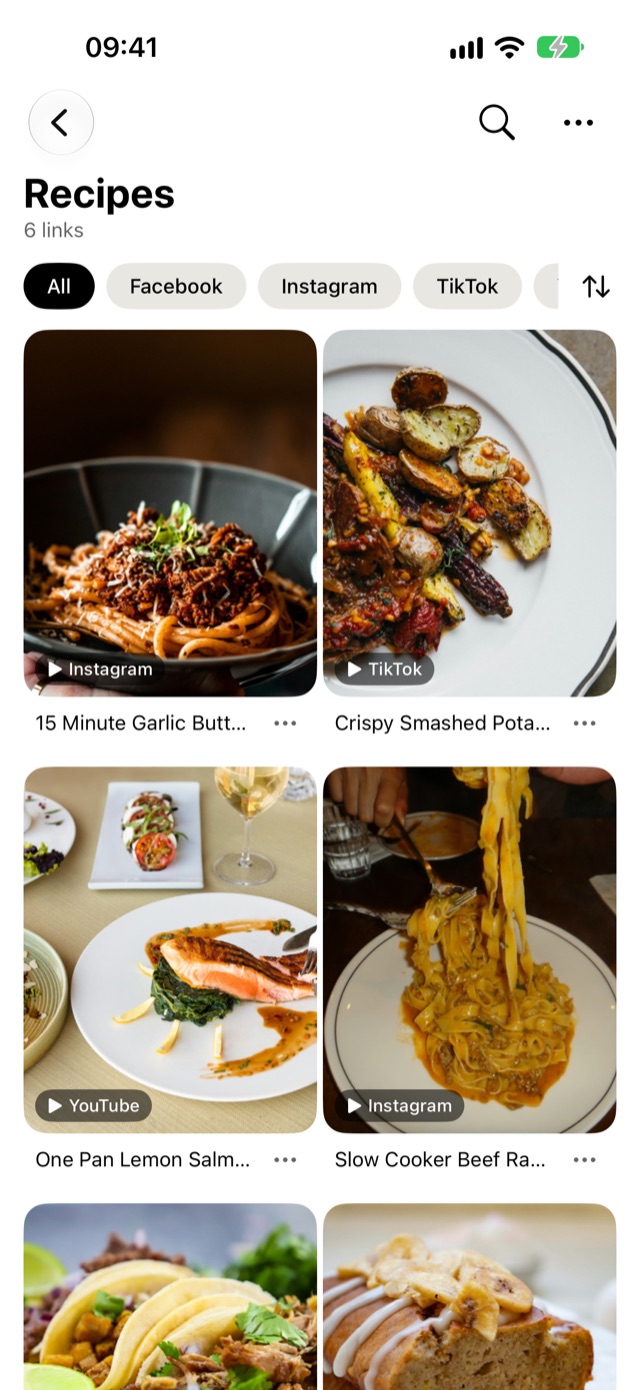 09:41
Recipes
6 links
All Facebook Instagram TikTok
Instagram TikTok
15 Minute Garlic Butt... Crispy Smashed Pota...
YouTube Instagram
One Pan Lemon Salm... Slow Cooker Beef Ra...